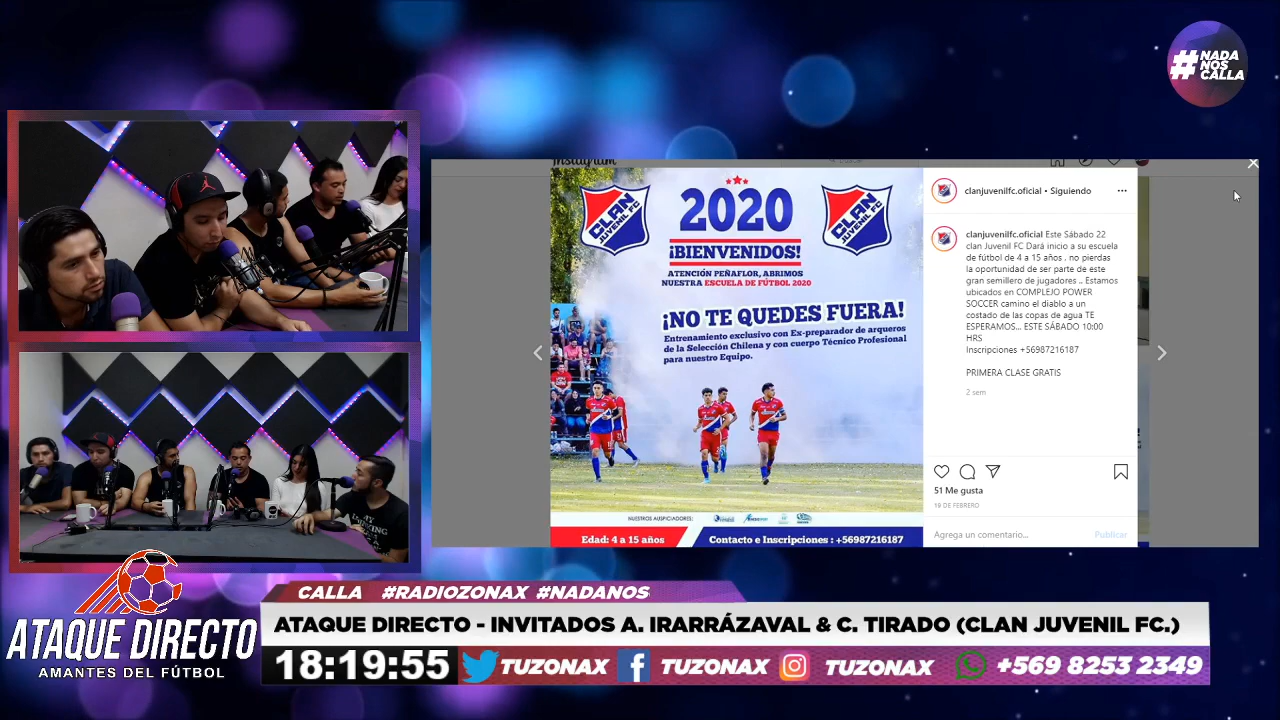 #NADA
NOS
CALLA
Instagram
Busca
clanjuvenilfc.oficial • Siguiendo
clanjuvenilfc.oficial Este Sábado 22
clan Juvenil FC Dará inicio a su escuela
de fútbol de 4 a 15 años . no pierdas
la oportunidad de ser parte de este
gran semillero de jugadores .. Estamos
ubicados en COMPLEJO POWER
SOCCER camino el diablo a un
costado de las copas de agua TE
ESPERAMOS... ESTE SÁBADO 10:00
HRS
Inscripciones +56987216187
PRIMERA CLASE GRATIS
2 sem
51 Me gusta
19 DE FEBRERO
Agrega un comentario...
Publicar
CLAN
JUVENIL FC
2020
CLAN
JUVENIL FC
¡BIENVENIDOS!
ATENCIÓN PEÑAFLOR, ABRIMOS
NUESTRA ESCUELA DE FÚTBOL 2020
¡NO TE QUEDES FUERA!
Entrenamiento exclusivo con Ex-preparador de arqueros
de la Selección Chilena y con cuerpo Técnico Profesional
para nuestro Equipo.
NUESTROS AUSPICIADORES:
Edad: 4 a 15 años
Contacto e Inscripciones : +56987216187
ATAQUE DIRECTO
AMANTES DEL FÚTBOL
CALLA #RADIOZONAX #NADANOS
ATAQUE DIRECTO - INVITADOS A. IRARRÁZAVAL & C. TIRADO (CLAN JUVENIL FC.)
18:19:55 TUZONAX TUZONAX TUZONAX +569 8253 2349